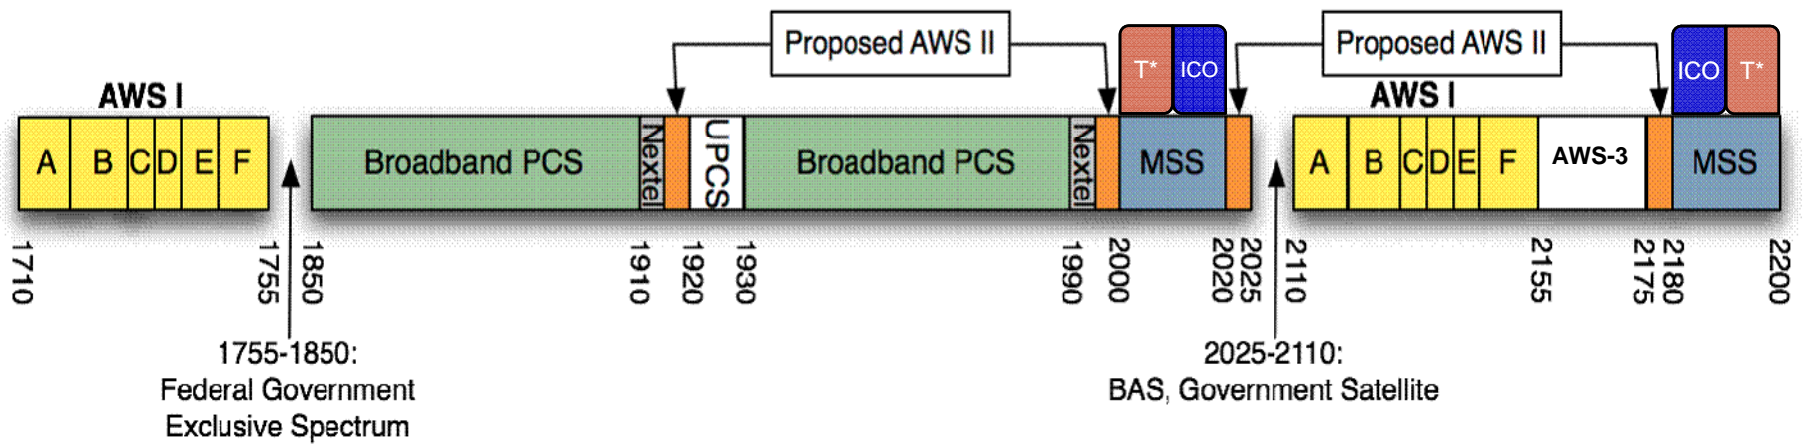 Proposed AWS II
Proposed AWS II
T* ICO
ICO T*
AWS I
AWS I
A B C D E F
Broadband PCS
Nextel
UPCS
Broadband PCS
Nextel
MSS
A B C D E F
AWS-3
MSS
1710
1755
1850
1910
1920
1930
1990
2000
2020
2025
2110
2155
2175
2180
2200
1755-1850:
Federal Government
Exclusive Spectrum
2025-2110:
BAS, Government Satellite